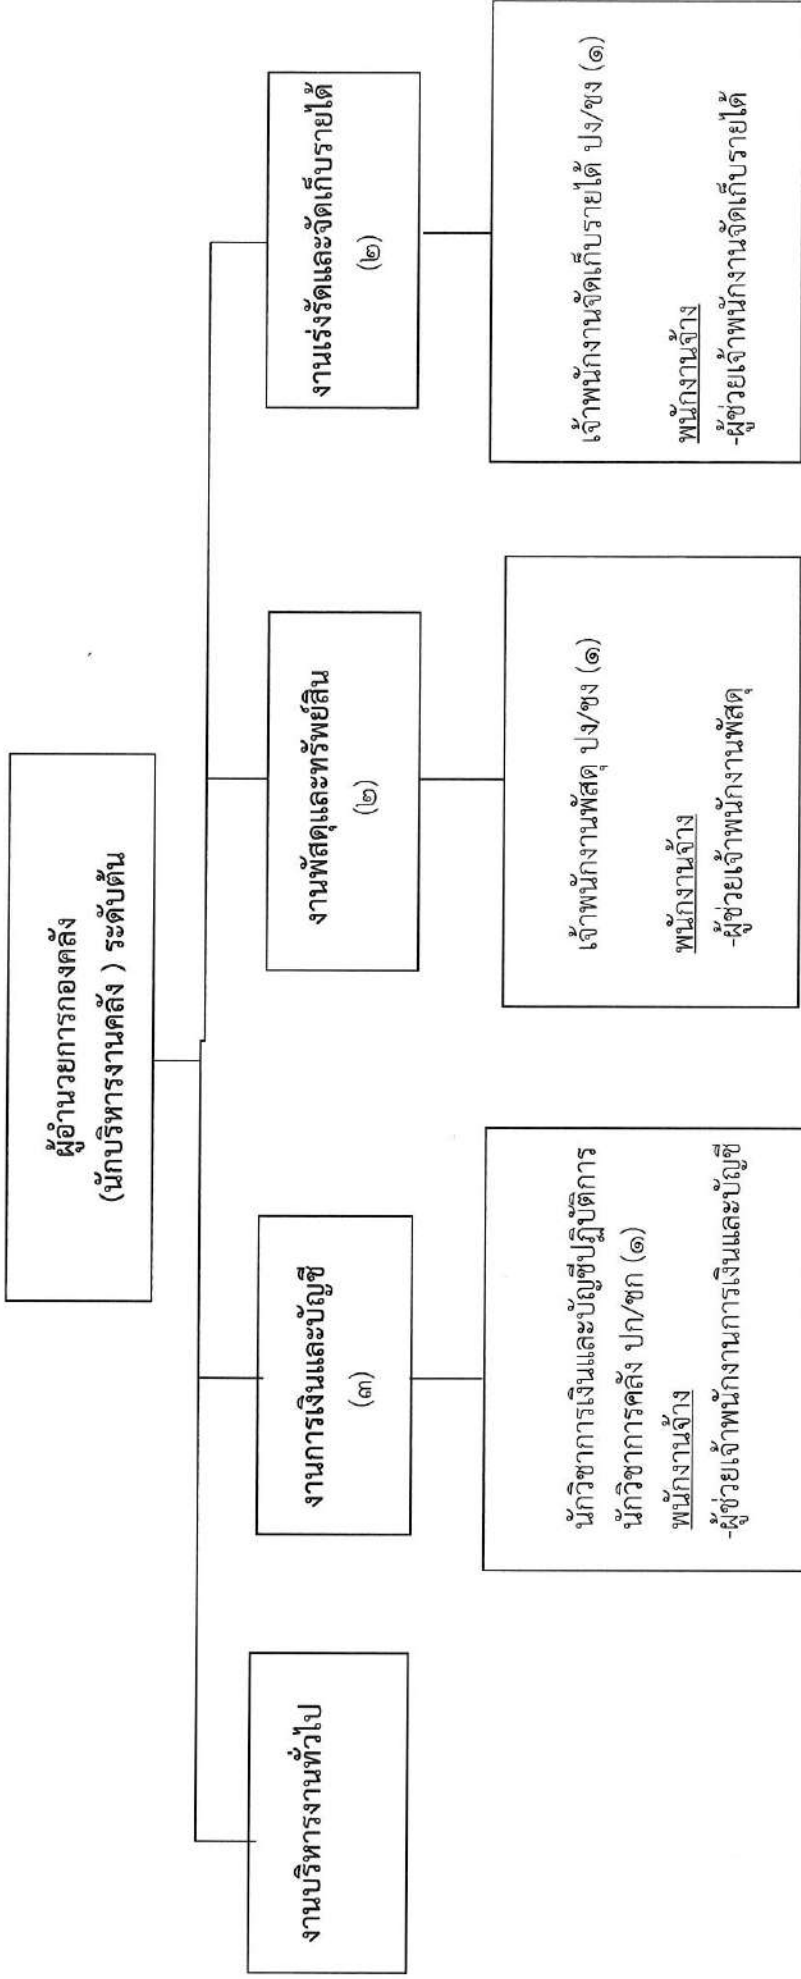 ผู้อำนวยการกองคลัง
(นักบริหารงานคลัง ) ระดับต้น
งานบริหารงานทั่วไป
งานการเงินและบัญชี
(๓)
งานพัสดุและทรัพย์สิน
(๒)
งานเร่งรัดและจัดเก็บรายได้
(๒)
นักวิชาการเงินและบัญชีปฏิบัติการ
นักวิชาการคลัง ปก/ชก (๑)
พนักงานจ้าง
-ผู้ช่วยเจ้าพนักงานการเงินและบัญชี
เจ้าพนักงานพัสดุ ปง/ชง (๑)
พนักงานจ้าง
-ผู้ช่วยเจ้าพนักงานพัสดุ
เจ้าพนักงานจัดเก็บรายได้ ปง/ชง (๑)
พนักงานจ้าง
-ผู้ช่วยเจ้าพนักงานจัดเก็บรายได้